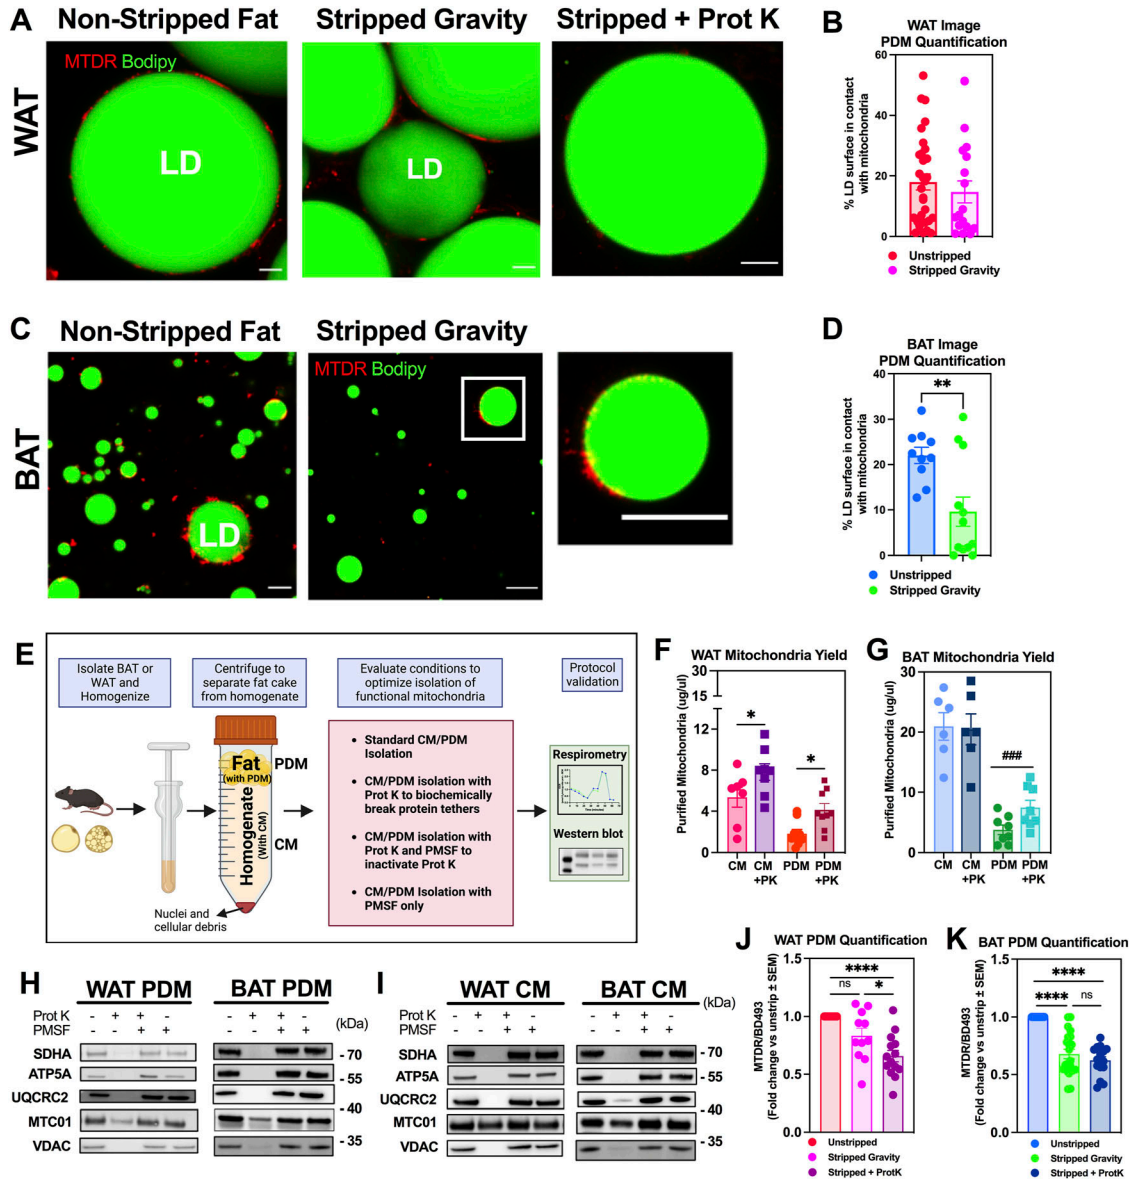 A
Non-Stripped Fat
Stripped Gravity
Stripped + Prot K
WAT
MTDR Bodipy
LD
LD
B
WAT Image
PDM Quantification
% LD surface in contact
with mitochondria
60
40
20
0
Unstripped
Stripped Gravity
C
Non-Stripped Fat
Stripped Gravity
BAT
MTDR Bodipy
LD
D
BAT Image
PDM Quantification
% LD surface in contact
with mitochondria
40
30
20
10
0
**
Unstripped
Stripped Gravity
E
Isolate BAT or
WAT and
Homogenize
Centrifuge to
separate fat cake
from homogenate
Evaluate conditions to
optimize isolation of
functional mitochondria
Protocol
validation
Fat
(with PDM)
PDM
Homogenate
(With CM)
CM
Nuclei and
cellular debris
• Standard CM/PDM
Isolation
• CM/PDM isolation with
Prot K to biochemically
break protein tethers
• CM/PDM isolation with
Prot K and PMSF to
inactivate Prot K
• CM/PDM Isolation with
PMSF only
Respirometry
Western blot
F
WAT Mitochondria Yield
Purified Mitochondria (ug/ul)
30
15
12
8
4
0
*
*
CM
CM
+PK
PDM
PDM
+PK
G
BAT Mitochondria Yield
Purified Mitochondria (ug/ul)
30
20
10
0
###
CM
CM
+PK
PDM
PDM
+PK
H
WAT PDM
BAT PDM
Prot K - + + - - + + -
PMSF - - + + - - + +
(kDa)
SDHA
ATP5A
UQCRC2
MTC01
VDAC
- 70
- 55
- 40
- 35
I
WAT CM
BAT CM
Prot K - + + - - + + -
PMSF - - + + - - + +
(kDa)
SDHA
ATP5A
UQCRC2
MTC01
VDAC
- 70
- 55
- 40
- 35
J
WAT PDM Quantification
MTDR/BD493
(Fold change vs unstrip ± SEM)
1.5
1.0
0.5
0.0
****
ns
*
Unstripped
Stripped Gravity
Stripped + ProtK
K
BAT PDM Quantification
MTDR/BD493
(Fold change vs unstrip ± SEM)
1.5
1.0
0.5
0.0
****
****
ns
Unstripped
Stripped Gravity
Stripped + ProtK